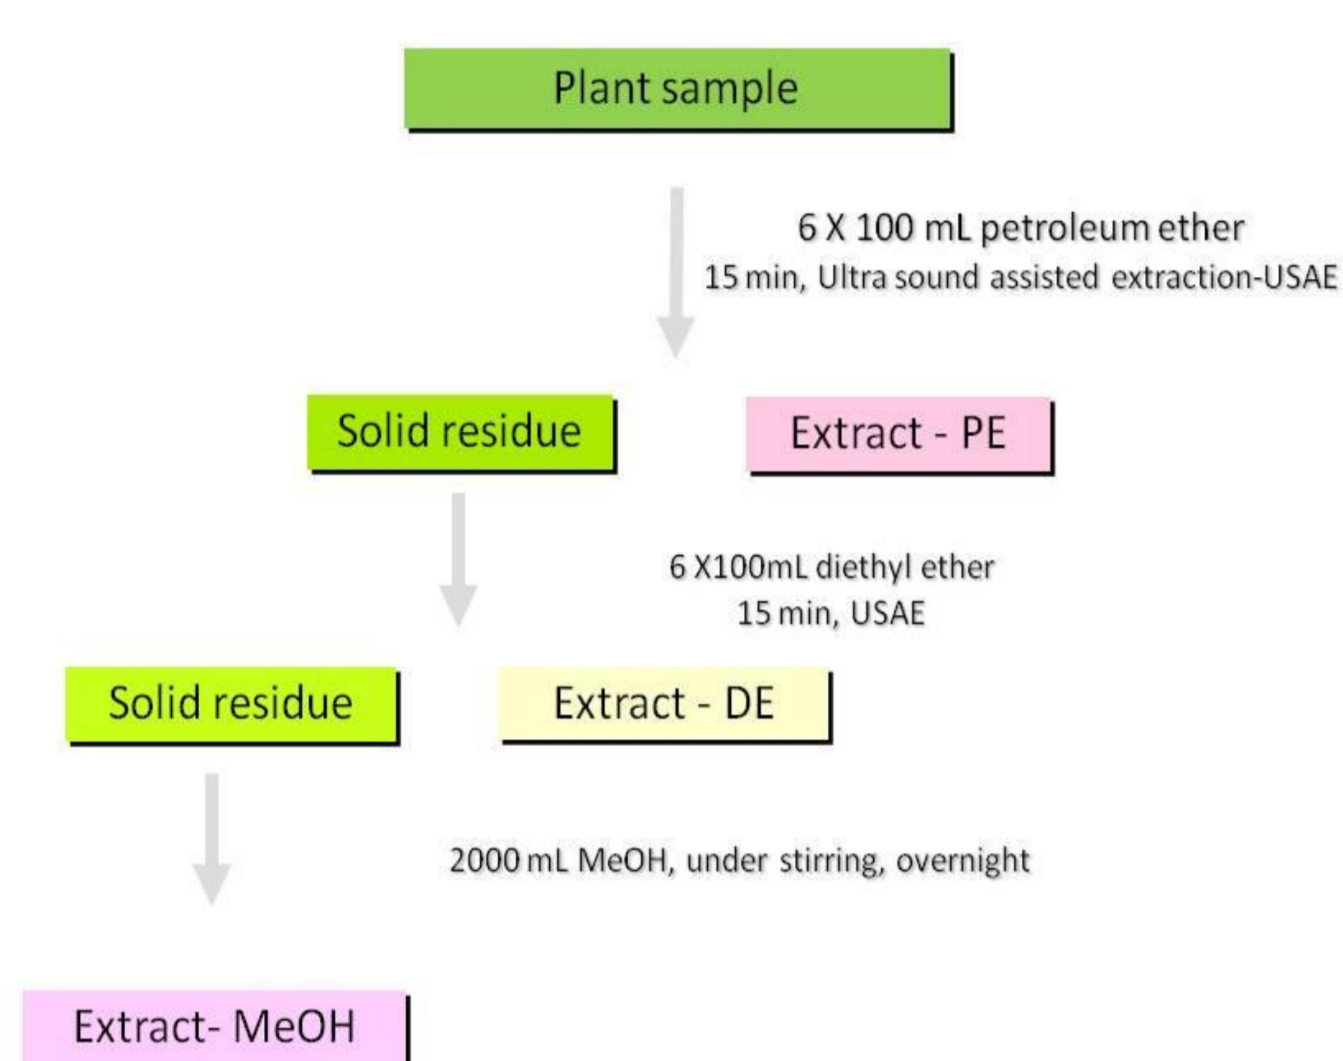 Plant sample
6 X 100 mL petroleum ether
15 min, Ultra sound assisted extraction-USAE
Solid residue
Extract - PE
6 X100mL diethyl ether
15 min, USAE
Solid residue
Extract - DE
2000 mL MeOH, under stirring, overnight
Extract- MeOH